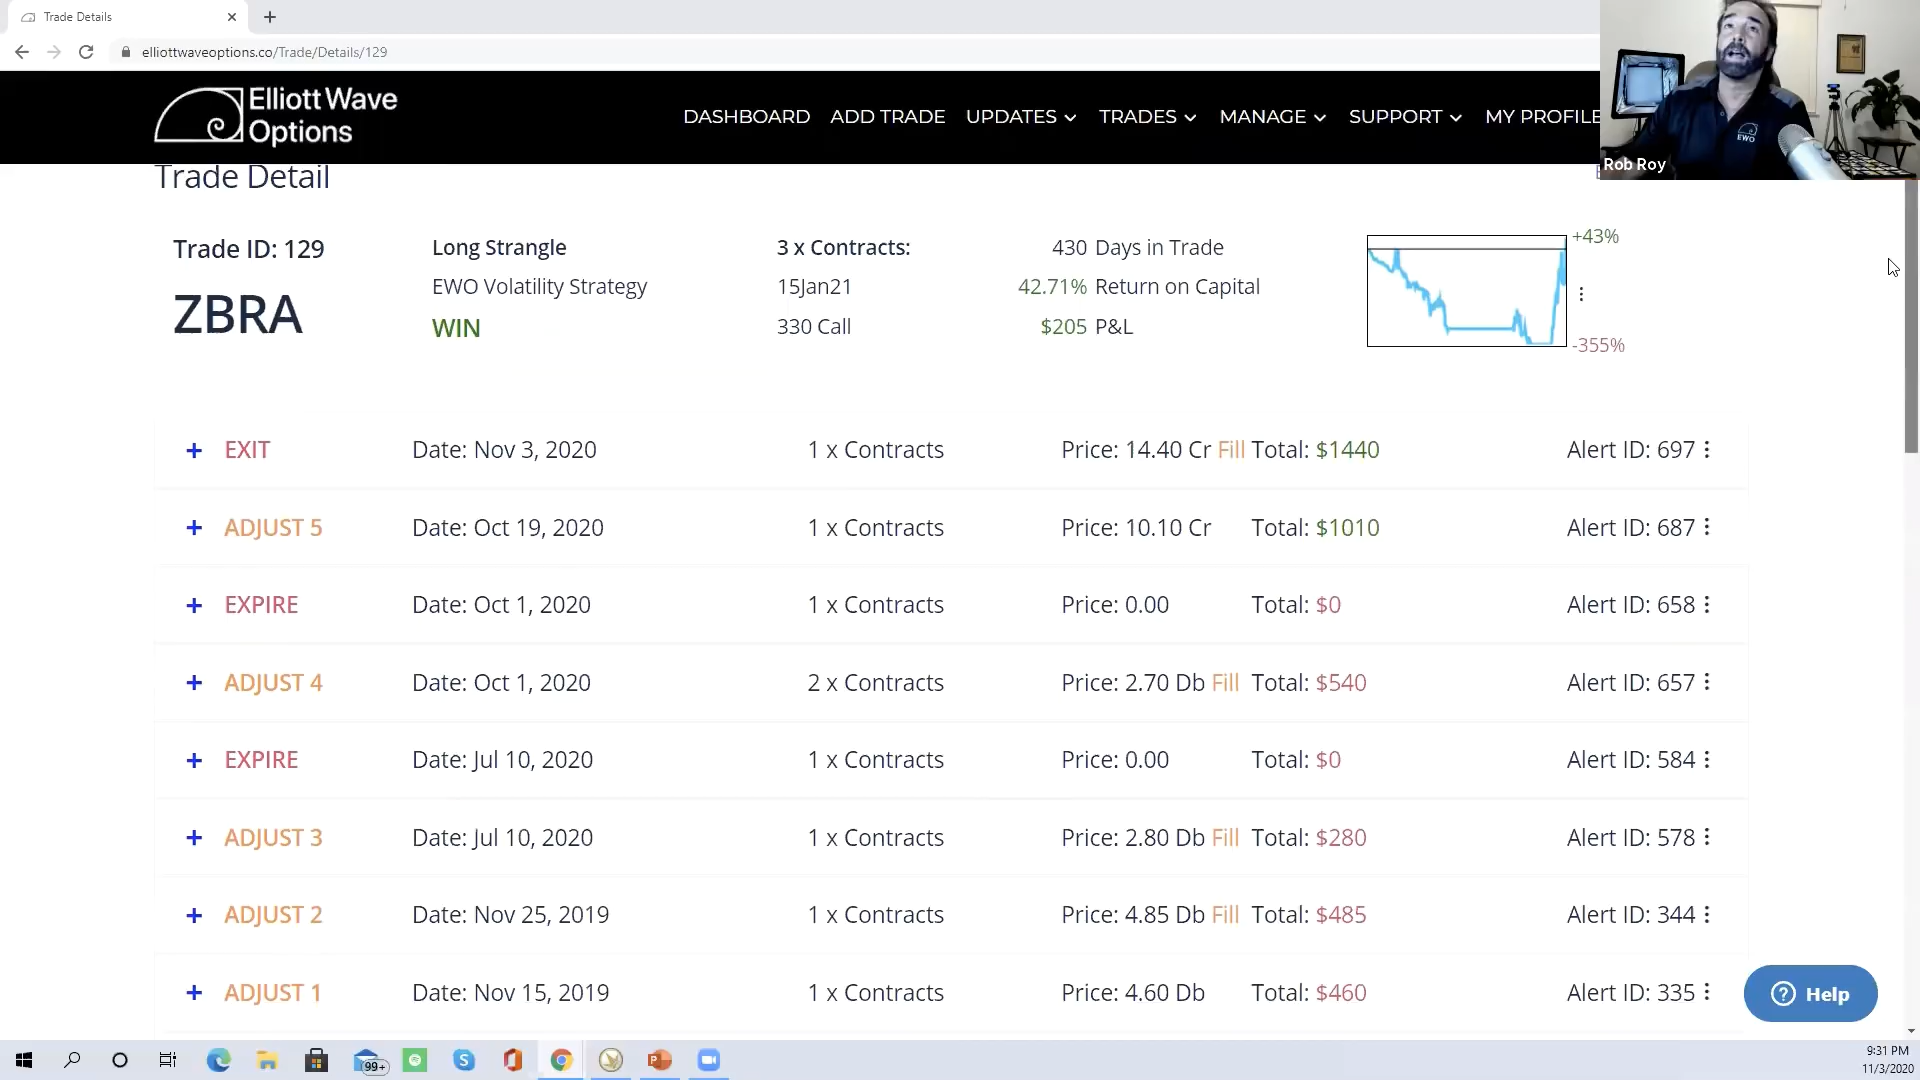 Trade Details
elliottwaveoptions.co/Trade/Details/129
Elliott Wave
Options
DASHBOARD ADD TRADE UPDATES TRADES MANAGE SUPPORT MY PROFILE
EWO
Rob Roy
Trade Detail
Trade ID: 129
ZBRA
Long Strangle
EWO Volatility Strategy
WIN
3 x Contracts:
15Jan21
330 Call
430 Days in Trade
42.71% Return on Capital
$205 P&L
+43%
-355%
+ EXIT Date: Nov 3, 2020 1 x Contracts Price: 14.40 Cr Fill Total: $1440 Alert ID: 697
+ ADJUST 5 Date: Oct 19, 2020 1 x Contracts Price: 10.10 Cr Total: $1010 Alert ID: 687
+ EXPIRE Date: Oct 1, 2020 1 x Contracts Price: 0.00 Total: $0 Alert ID: 658
+ ADJUST 4 Date: Oct 1, 2020 2 x Contracts Price: 2.70 Db Fill Total: $540 Alert ID: 657
+ EXPIRE Date: Jul 10, 2020 1 x Contracts Price: 0.00 Total: $0 Alert ID: 584
+ ADJUST 3 Date: Jul 10, 2020 1 x Contracts Price: 2.80 Db Fill Total: $280 Alert ID: 578
+ ADJUST 2 Date: Nov 25, 2019 1 x Contracts Price: 4.85 Db Fill Total: $485 Alert ID: 344
+ ADJUST 1 Date: Nov 15, 2019 1 x Contracts Price: 4.60 Db Total: $460 Alert ID: 335
? Help
99+
9:31 PM
11/3/2020